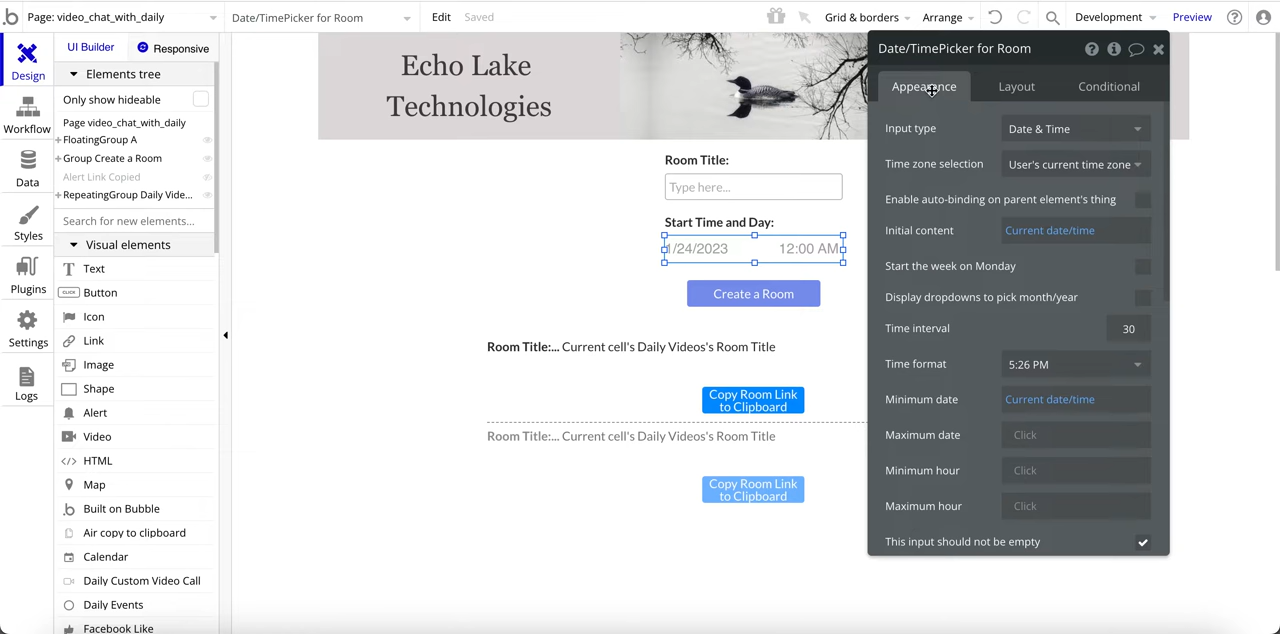 b Page: video_chat_with_daily Date/TimePicker for Room Edit Saved Grid & borders Arrange Development Preview ?
Design
Workflow
Data
Styles
Plugins
Settings
Logs
UI Builder Responsive
Elements tree
Only show hideable
Page video_chat_with_daily
+FloatingGroup A
+Group Create a Room
Alert Link Copied
+RepeatingGroup Daily Vide...
Search for new elements...
Visual elements
T Text
CLICK Button
Icon
Link
Image
Shape
Alert
Video
</> HTML
Map
b Built on Bubble
Air copy to clipboard
Calendar
Daily Custom Video Call
Daily Events
Facebook Like
Echo Lake
Technologies
Room Title:
Type here...
Start Time and Day:
1/24/2023 12:00 AM
Create a Room
Room Title:... Current cell's Daily Videos's Room Title
Copy Room Link
to Clipboard
Room Title:... Current cell's Daily Videos's Room Title
Copy Room Link
to Clipboard
Date/TimePicker for Room
Appearance Layout Conditional
Input type Date & Time
Time zone selection User's current time zone
Enable auto-binding on parent element's thing
Initial content Current date/time
Start the week on Monday
Display dropdowns to pick month/year
Time interval 30
Time format 5:26 PM
Minimum date Current date/time
Maximum date Click
Minimum hour Click
Maximum hour Click
This input should not be empty